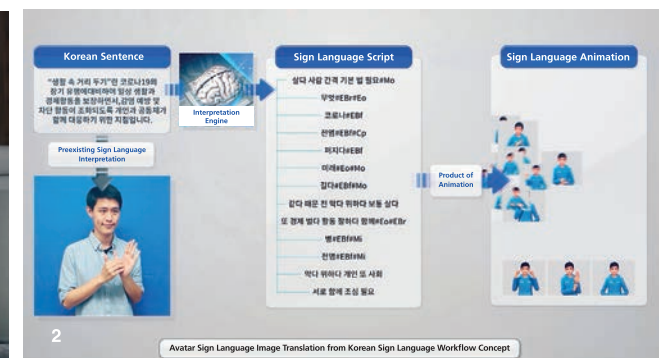 Korean Sentence
"생활 속 거리 두기"란 코로나19의
장기 유행에대비하여 일상 생활과
경제활동을 보장하면서,감염 예방 및
차단 활동이 조화되도록 개인과 공동체가
함께 대응하기 위한 지침입니다.
Interpretation
Engine
Preexisting Sign Language
Interpretation
Sign Language Script
살다 사람 간격 기본 법 필요#Mo
무엇#EBr#Eo
코로나#EBf
전염#EBf#Cp
퍼지다#EBf
미래#Eo#Mo
길다#EBf#Mo
같다 때문 전 막다 위하다 보통 살다
또 경제 벌다 활동 잘하다 함께#Eo#EBr
병#EBf#Mi
전염#EBf#Mi
막다 위하다 개인 또 사회
서로 함께 조심 필요
Product of
Animation
Sign Language Animation
2
Avatar Sign Language Image Translation from Korean Sign Language Workflow Concept